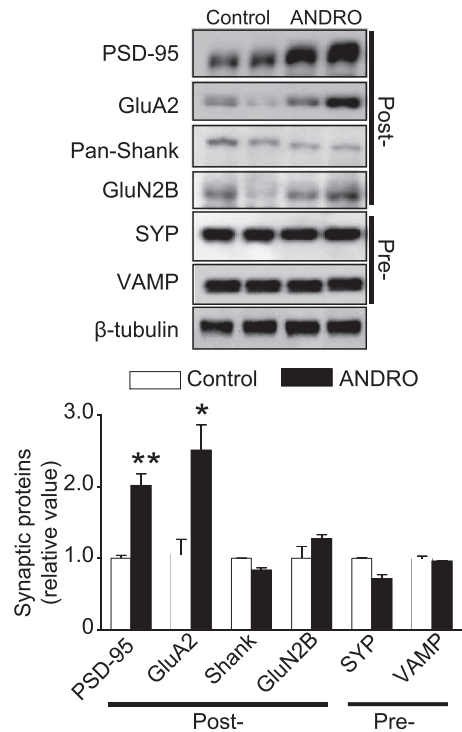 Control ANDRO
PSD-95
GluA2
Pan-Shank
GluN2B
Post-
SYP
VAMP
Pre-
β-tubulin
Control ANDRO
Synaptic proteins
(relative value)
3.0
2.0
1.0
0
**
*
PSD-95 GluA2 Shank GluN2B SYP VAMP
Post- Pre-